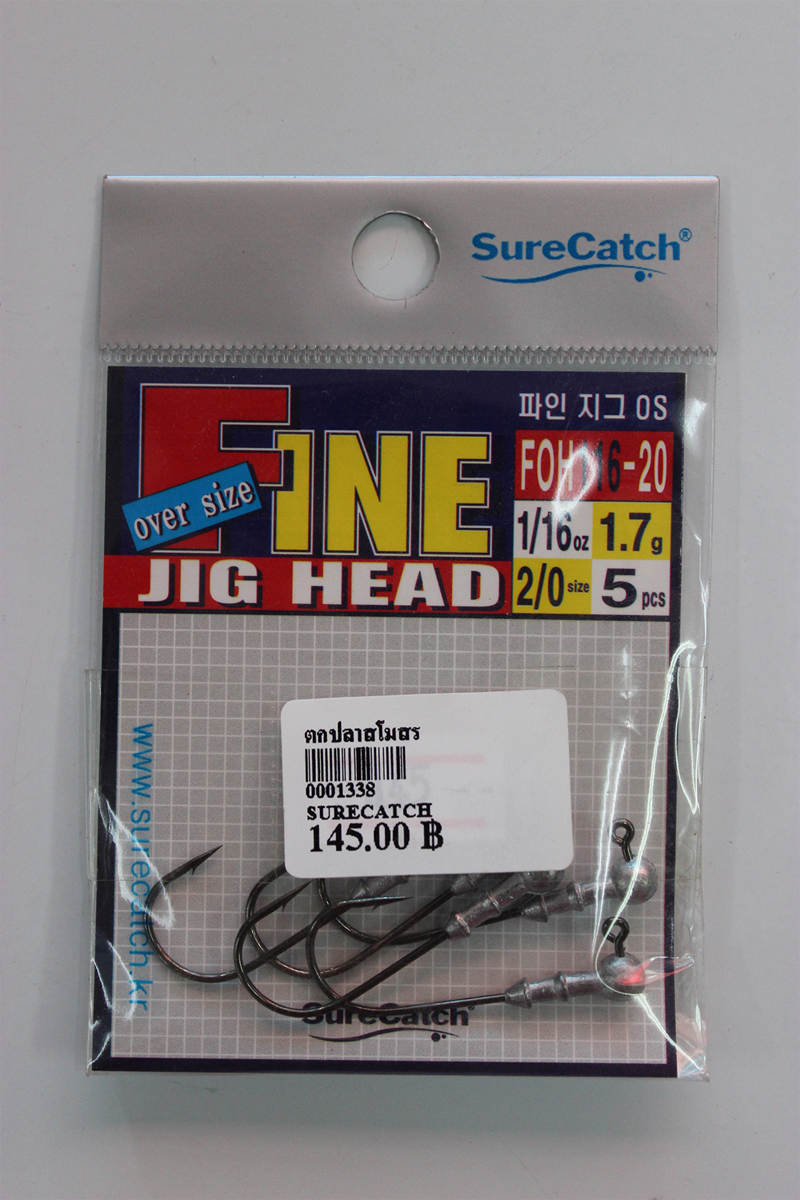 SureCatch®
파인 지그 OS
FINE
over size
JIG HEAD
FOH116-20
1/16oz 1.7g
2/0 size 5 pcs
ตกปลาสโมสร
0001338
SURECATCH
145.00 ฿
www.surecatch.kr
SureCatch